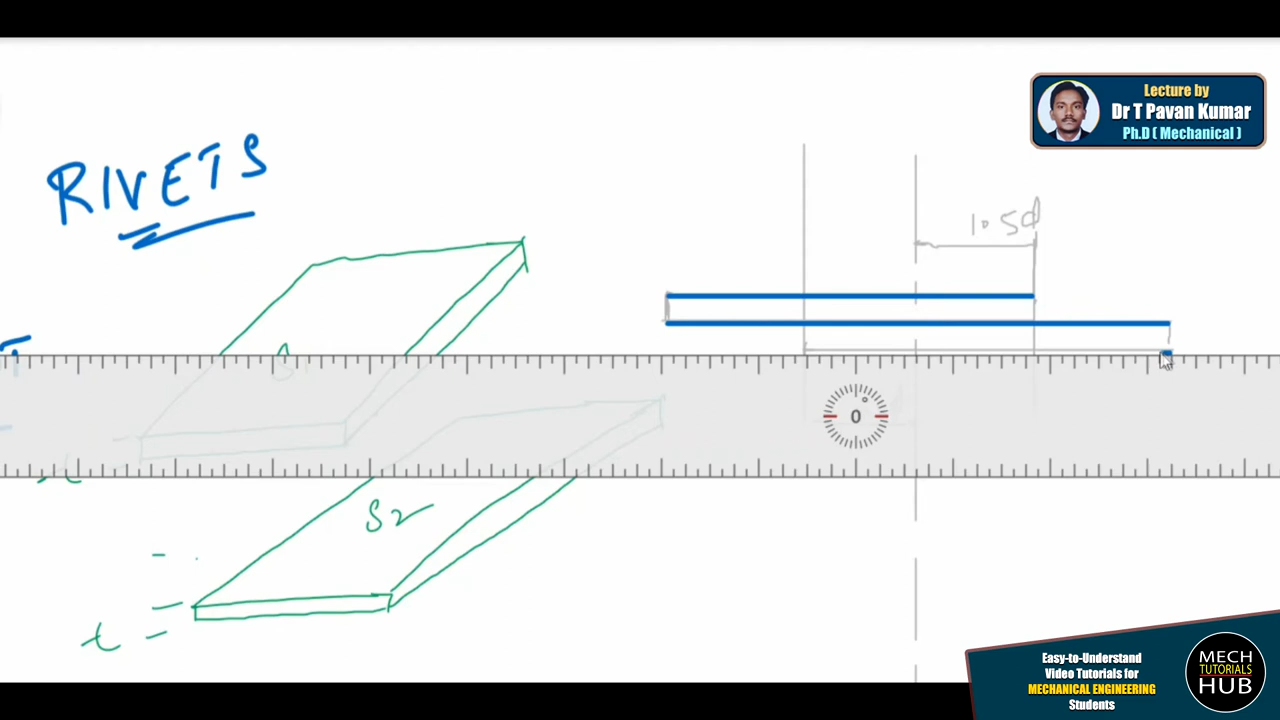 Lecture by
Dr T Pavan Kumar
Ph.D ( Mechanical )
RIVETS
1.5d
S
0
S2
t
t
Easy-to-Understand
Video Tutorials for
MECHANICAL ENGINEERING
Students
MECH
TUTORIALS
HUB